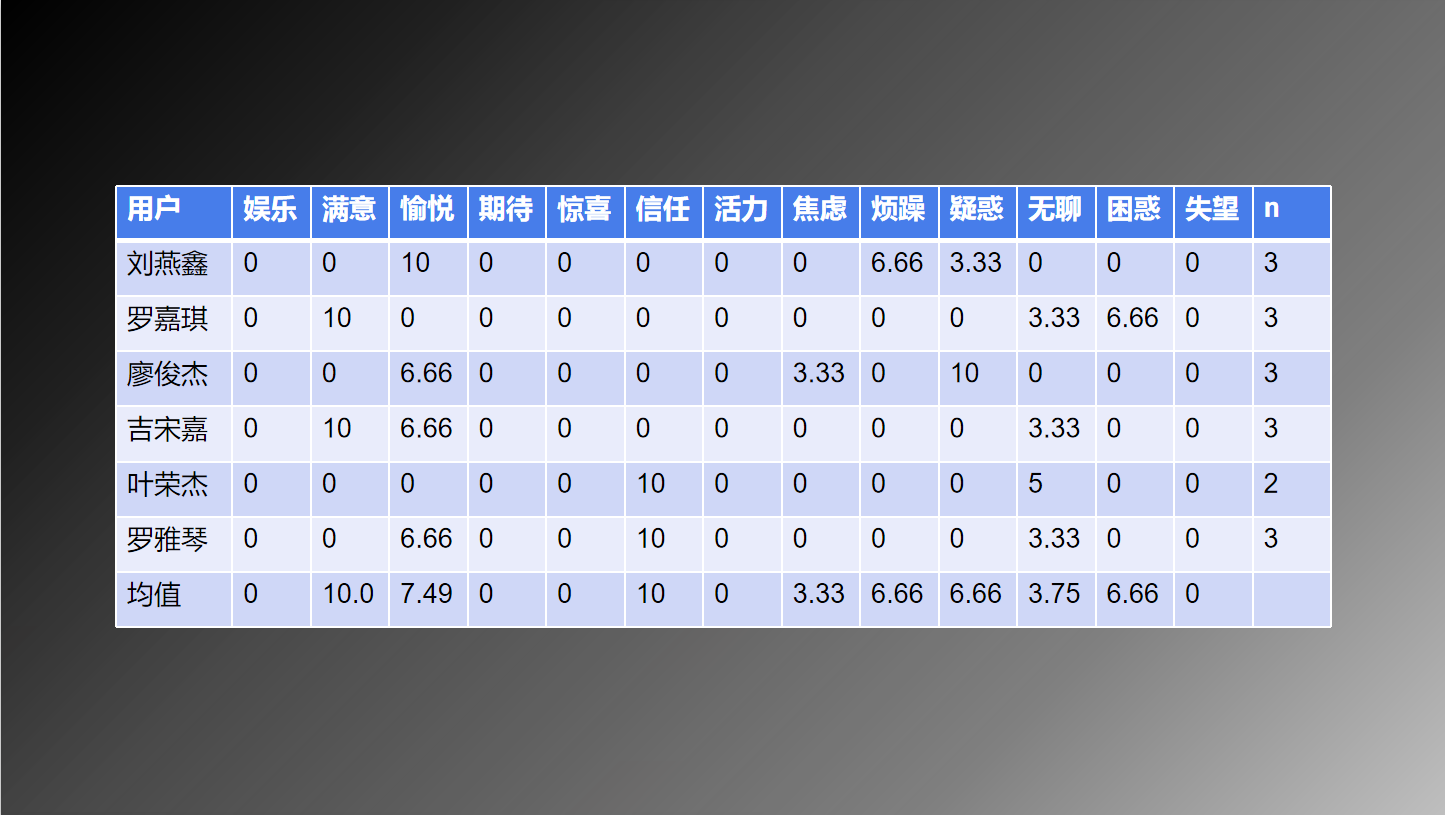 用户 娱乐 满意 愉悦 期待 惊喜 信任 活力 焦虑 烦躁 疑惑 无聊 困惑 失望 n
刘燕鑫 0 0 10 0 0 0 0 0 6.66 3.33 0 0 0 3
罗嘉琪 0 10 0 0 0 0 0 0 0 0 3.33 6.66 0 3
廖俊杰 0 0 6.66 0 0 0 0 3.33 0 10 0 0 0 3
吉宋嘉 0 10 6.66 0 0 0 0 0 0 0 3.33 0 0 3
叶荣杰 0 0 0 0 0 10 0 0 0 0 5 0 0 2
罗雅琴 0 0 6.66 0 0 10 0 0 0 0 3.33 0 0 3
均值 0 10.0 7.49 0 0 10 0 3.33 6.66 6.66 3.75 6.66 0